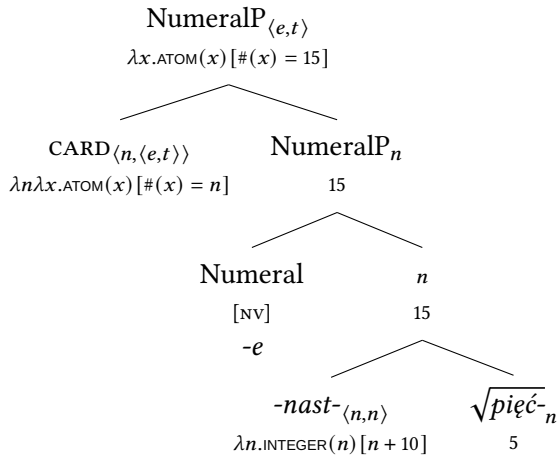 NumeralP⟨e,t⟩
λx.ATOM(x)[#(x) = 15]
CARD⟨n,⟨e,t⟩⟩ NumeralPn
λnλx.ATOM(x)[#(x) = n] 15
Numeral n
[NV] 15
-e
-nast-⟨n,n⟩ √pięć-n
λn.INTEGER(n)[n + 10] 5